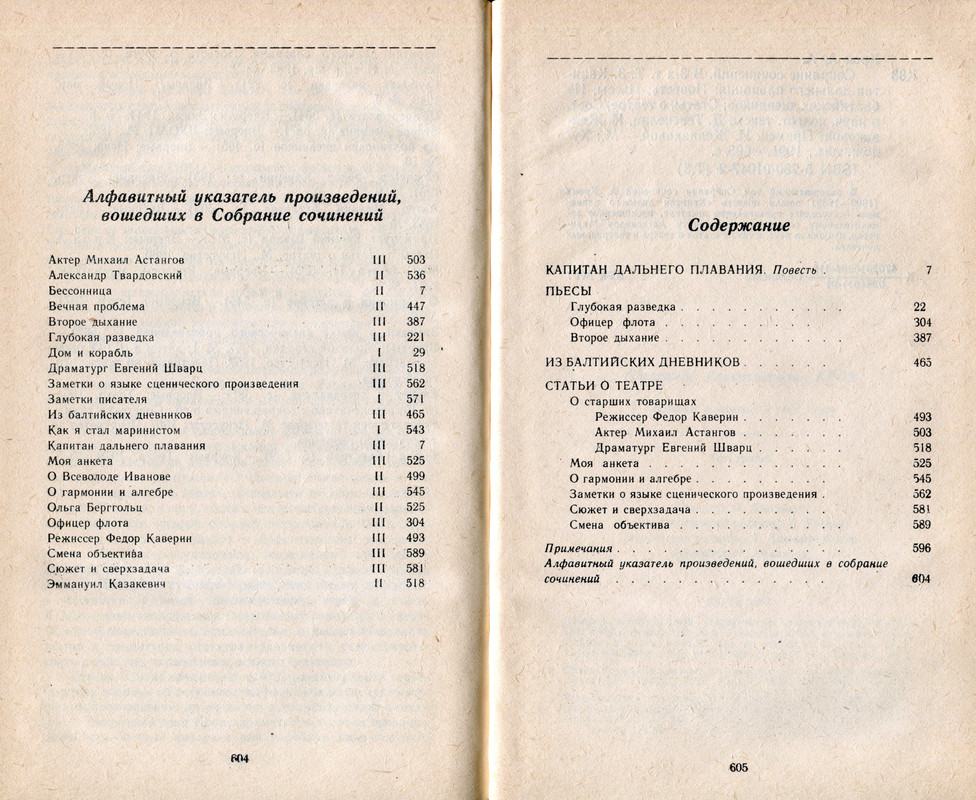 Алфавитный указатель произведений,
вошедших в Собрание сочинений
Актер Михаил Астангов III 503
Александр Твардовский II 536
Бессонница II 7
Вечная проблема II 447
Второе дыхание III 387
Глубокая разведка III 221
Дом и корабль I 29
Драматург Евгений Шварц III 518
Заметки о языке сценического произведения III 562
Заметки писателя I 571
Из балтийских дневников III 465
Как я стал маринистом I 543
Капитан дальнего плавания III 7
Моя анкета III 525
О Всеволоде Иванове II 499
О гармонии и алгебре III 545
Ольга Берггольц II 525
Офицер флота III 304
Режиссер Федор Каверин III 493
Смена объектива III 589
Сюжет и сверхзадача III 581
Эммануил Казакевич II 518
604
Содержание
КАПИТАН ДАЛЬНЕГО ПЛАВАНИЯ. Повесть . 7
ПЬЕСЫ
Глубокая разведка . . . . . . . . . . 22
Офицер флота . . . . . . . . . . 304
Второе дыхание . . . . . . . . . . 387
ИЗ БАЛТИЙСКИХ ДНЕВНИКОВ . . . . . . 465
СТАТЬИ О ТЕАТРЕ
О старших товарищах
Режиссер Федор Каверин . . . . . . 493
Актер Михаил Астангов . . . . . . 503
Драматург Евгений Шварц . . . . . 518
Моя анкета . . . . . . . . . . 525
О гармонии и алгебре . . . . . . . . 545
Заметки о языке сценического произведения . 562
Сюжет и сверхзадача . . . . . . . . 581
Смена объектива . . . . . . . . . 589
Примечания . . . . . . . . . . . . 596
Алфавитный указатель произведений, вошедших в собрание
сочинений . . . . . . . . . . . . 604
605